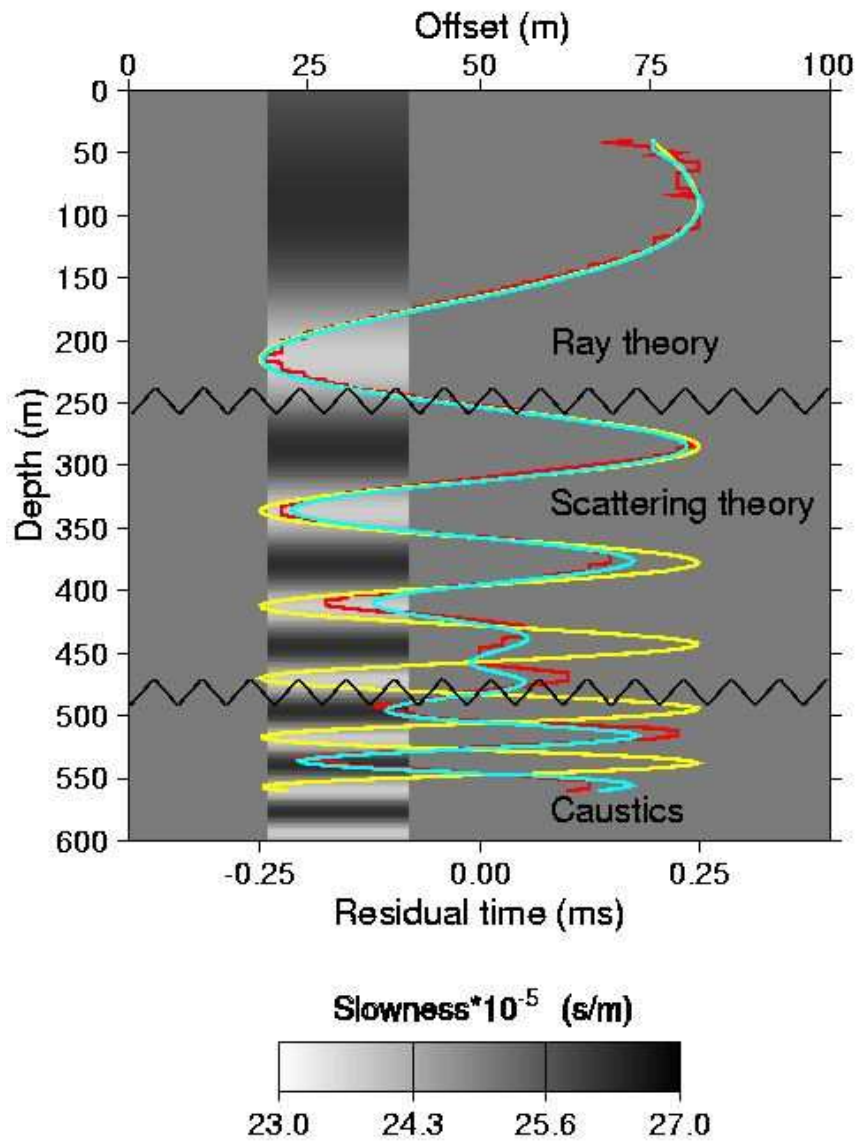 Offset (m)
0 25 50 75 100
0
50
100
150
200
250
300
350
400
450
500
550
600
Depth (m)
Ray theory
Scattering theory
Caustics
-0.25 0.00 0.25
Residual time (ms)
Slowness*10^-5 (s/m)
23.0 24.3 25.6 27.0